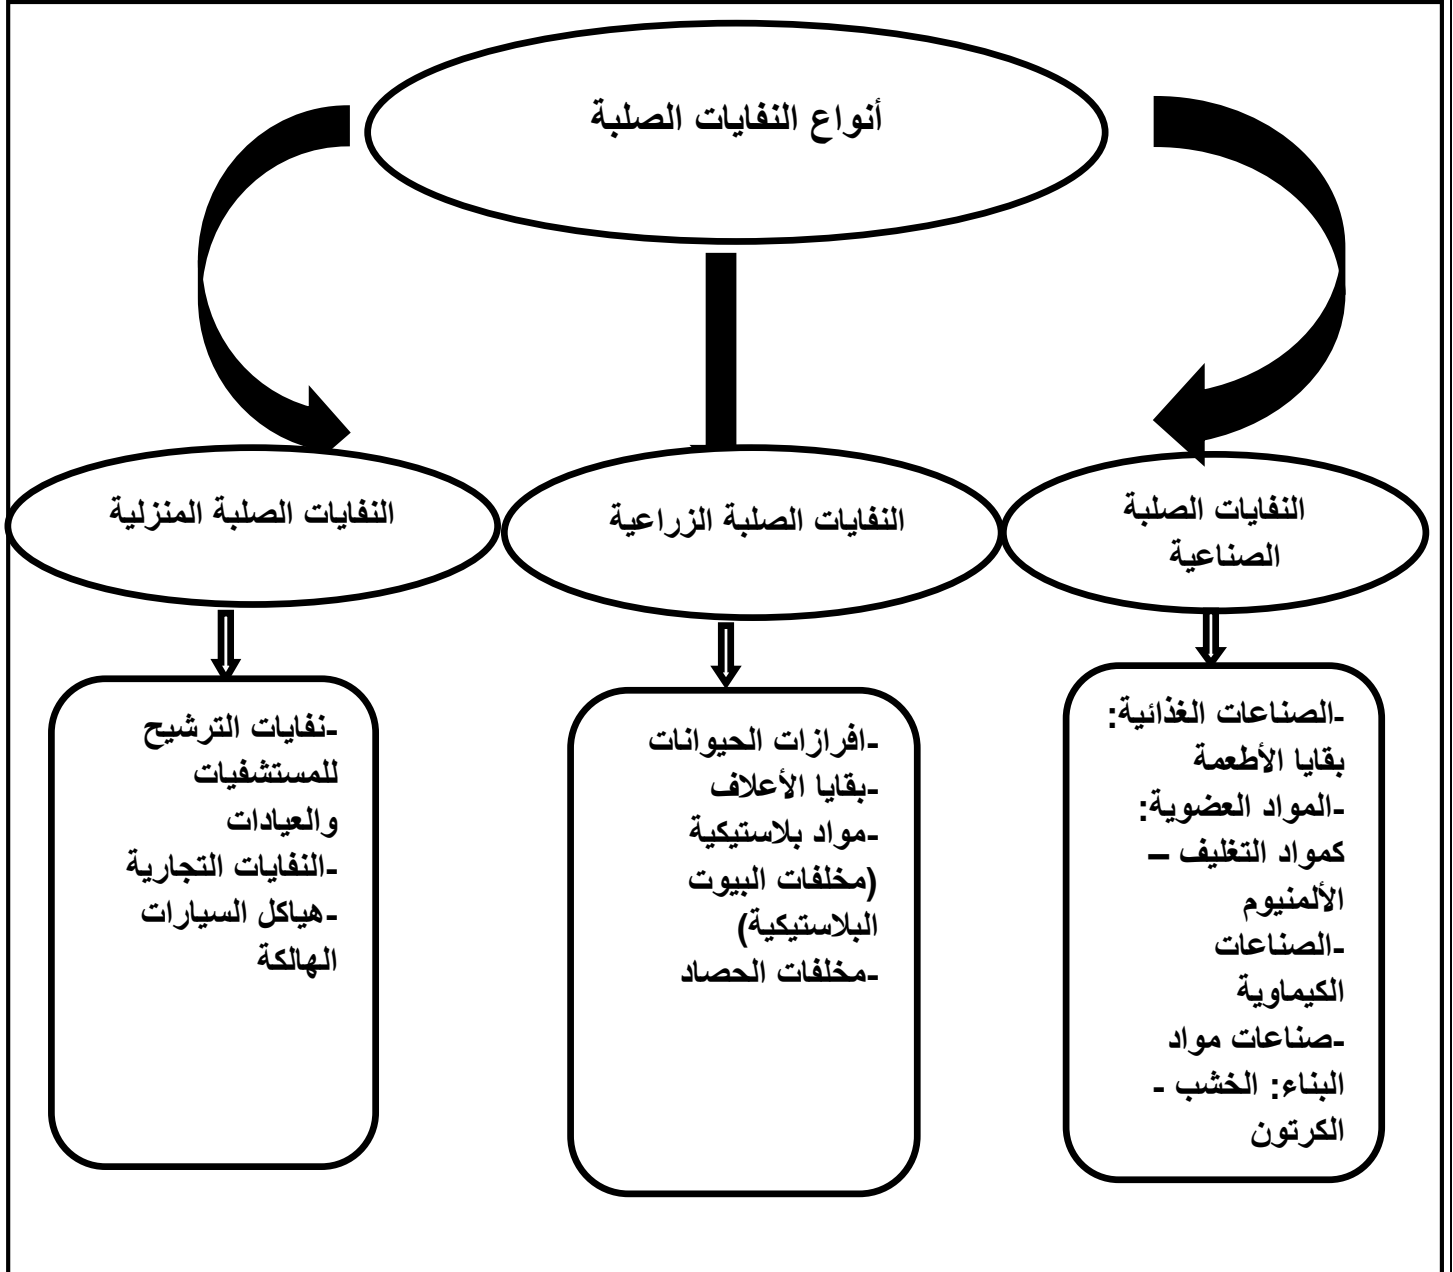 أنواع النفايات الصلبة
النفايات الصلبة
الصناعية
النفايات الصلبة الزراعية
النفايات الصلبة المنزلية
-الصناعات الغذائية:
بقايا الأطعمة
-المواد العضوية:
كمواد التغليف –
الألمنيوم
-الصناعات
الكيماوية
-صناعات مواد
البناء: الخشب -
الكرتون
-افرازات الحيوانات
-بقايا الأعلاف
-مواد بلاستيكية
(مخلفات البيوت
البلاستيكية)
-مخلفات الحصاد
-نفايات الترشيح
للمستشفيات
والعيادات
-النفايات التجارية
-هياكل السيارات
الهالكة